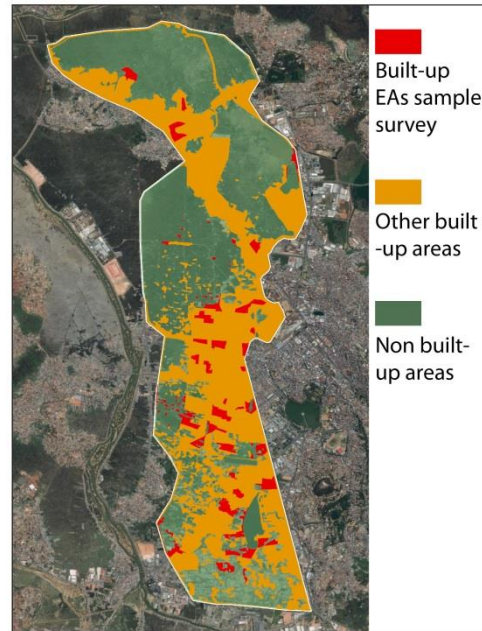 Built-up
EAs sample
survey
Other built
-up areas
Non built-
up areas